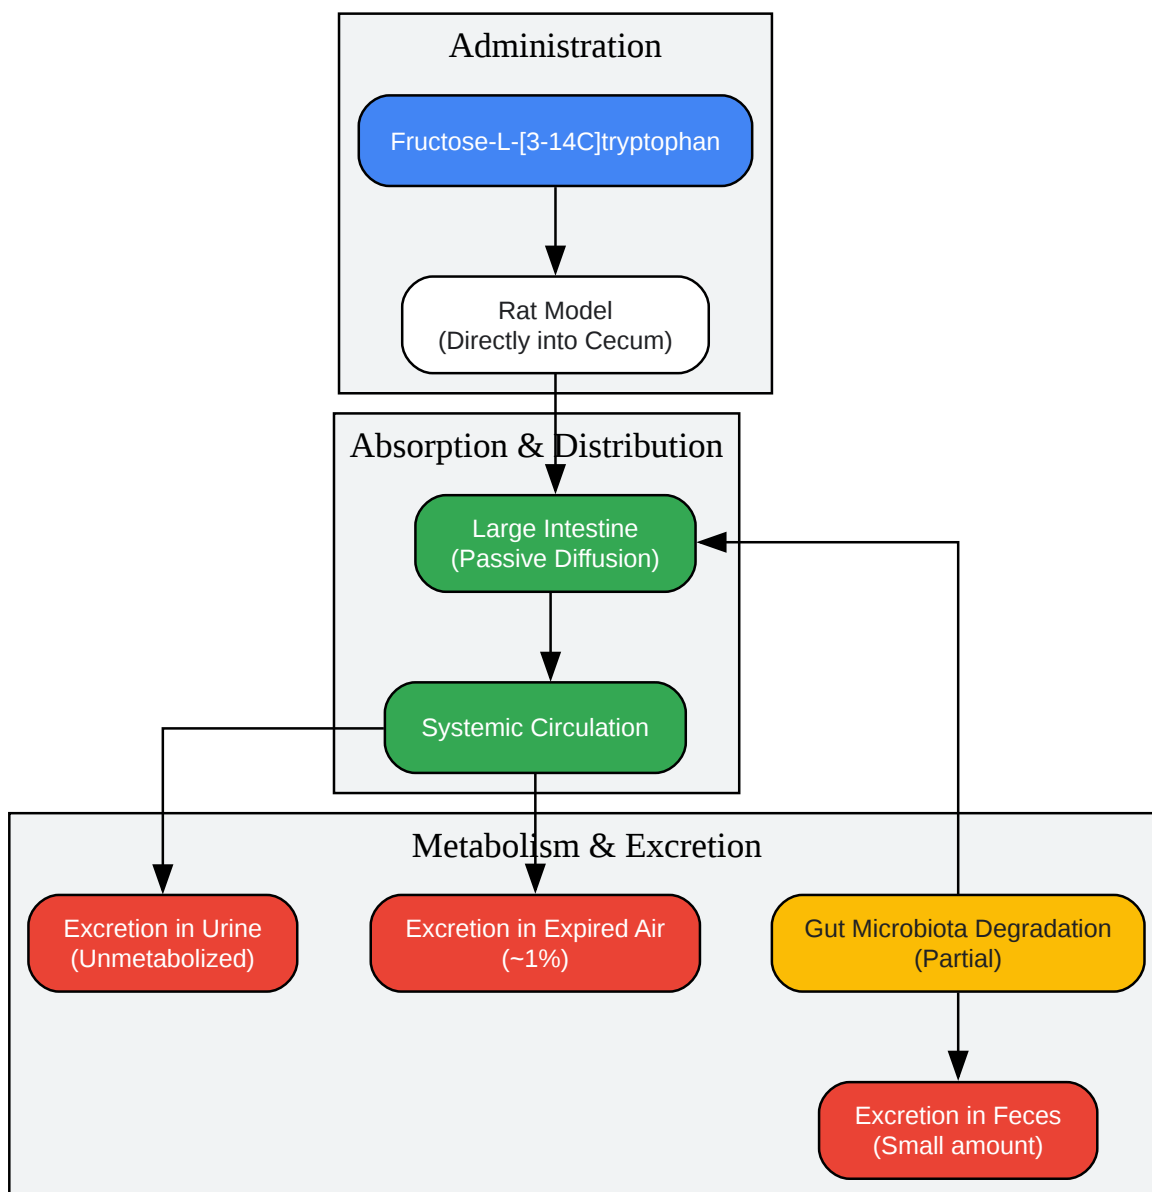 Administration
Fructose-L-[3-14C]tryptophan
Rat Model
(Directly into Cecum)
Absorption & Distribution
Large Intestine
(Passive Diffusion)
Systemic Circulation
Metabolism & Excretion
Excretion in Urine
(Unmetabolized)
Excretion in Expired Air
(~1%)
Gut Microbiota Degradation
(Partial)
Excretion in Feces
(Small amount)